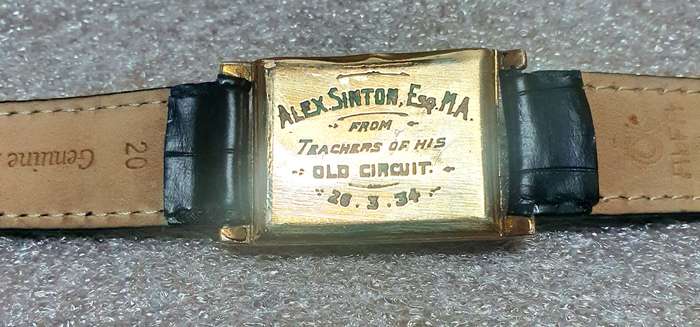 ALEX. SINTON, ESQ. M.A.
FROM
TEACHERS OF HIS
OLD CIRCUIT.
26.3.34
Genuine
20